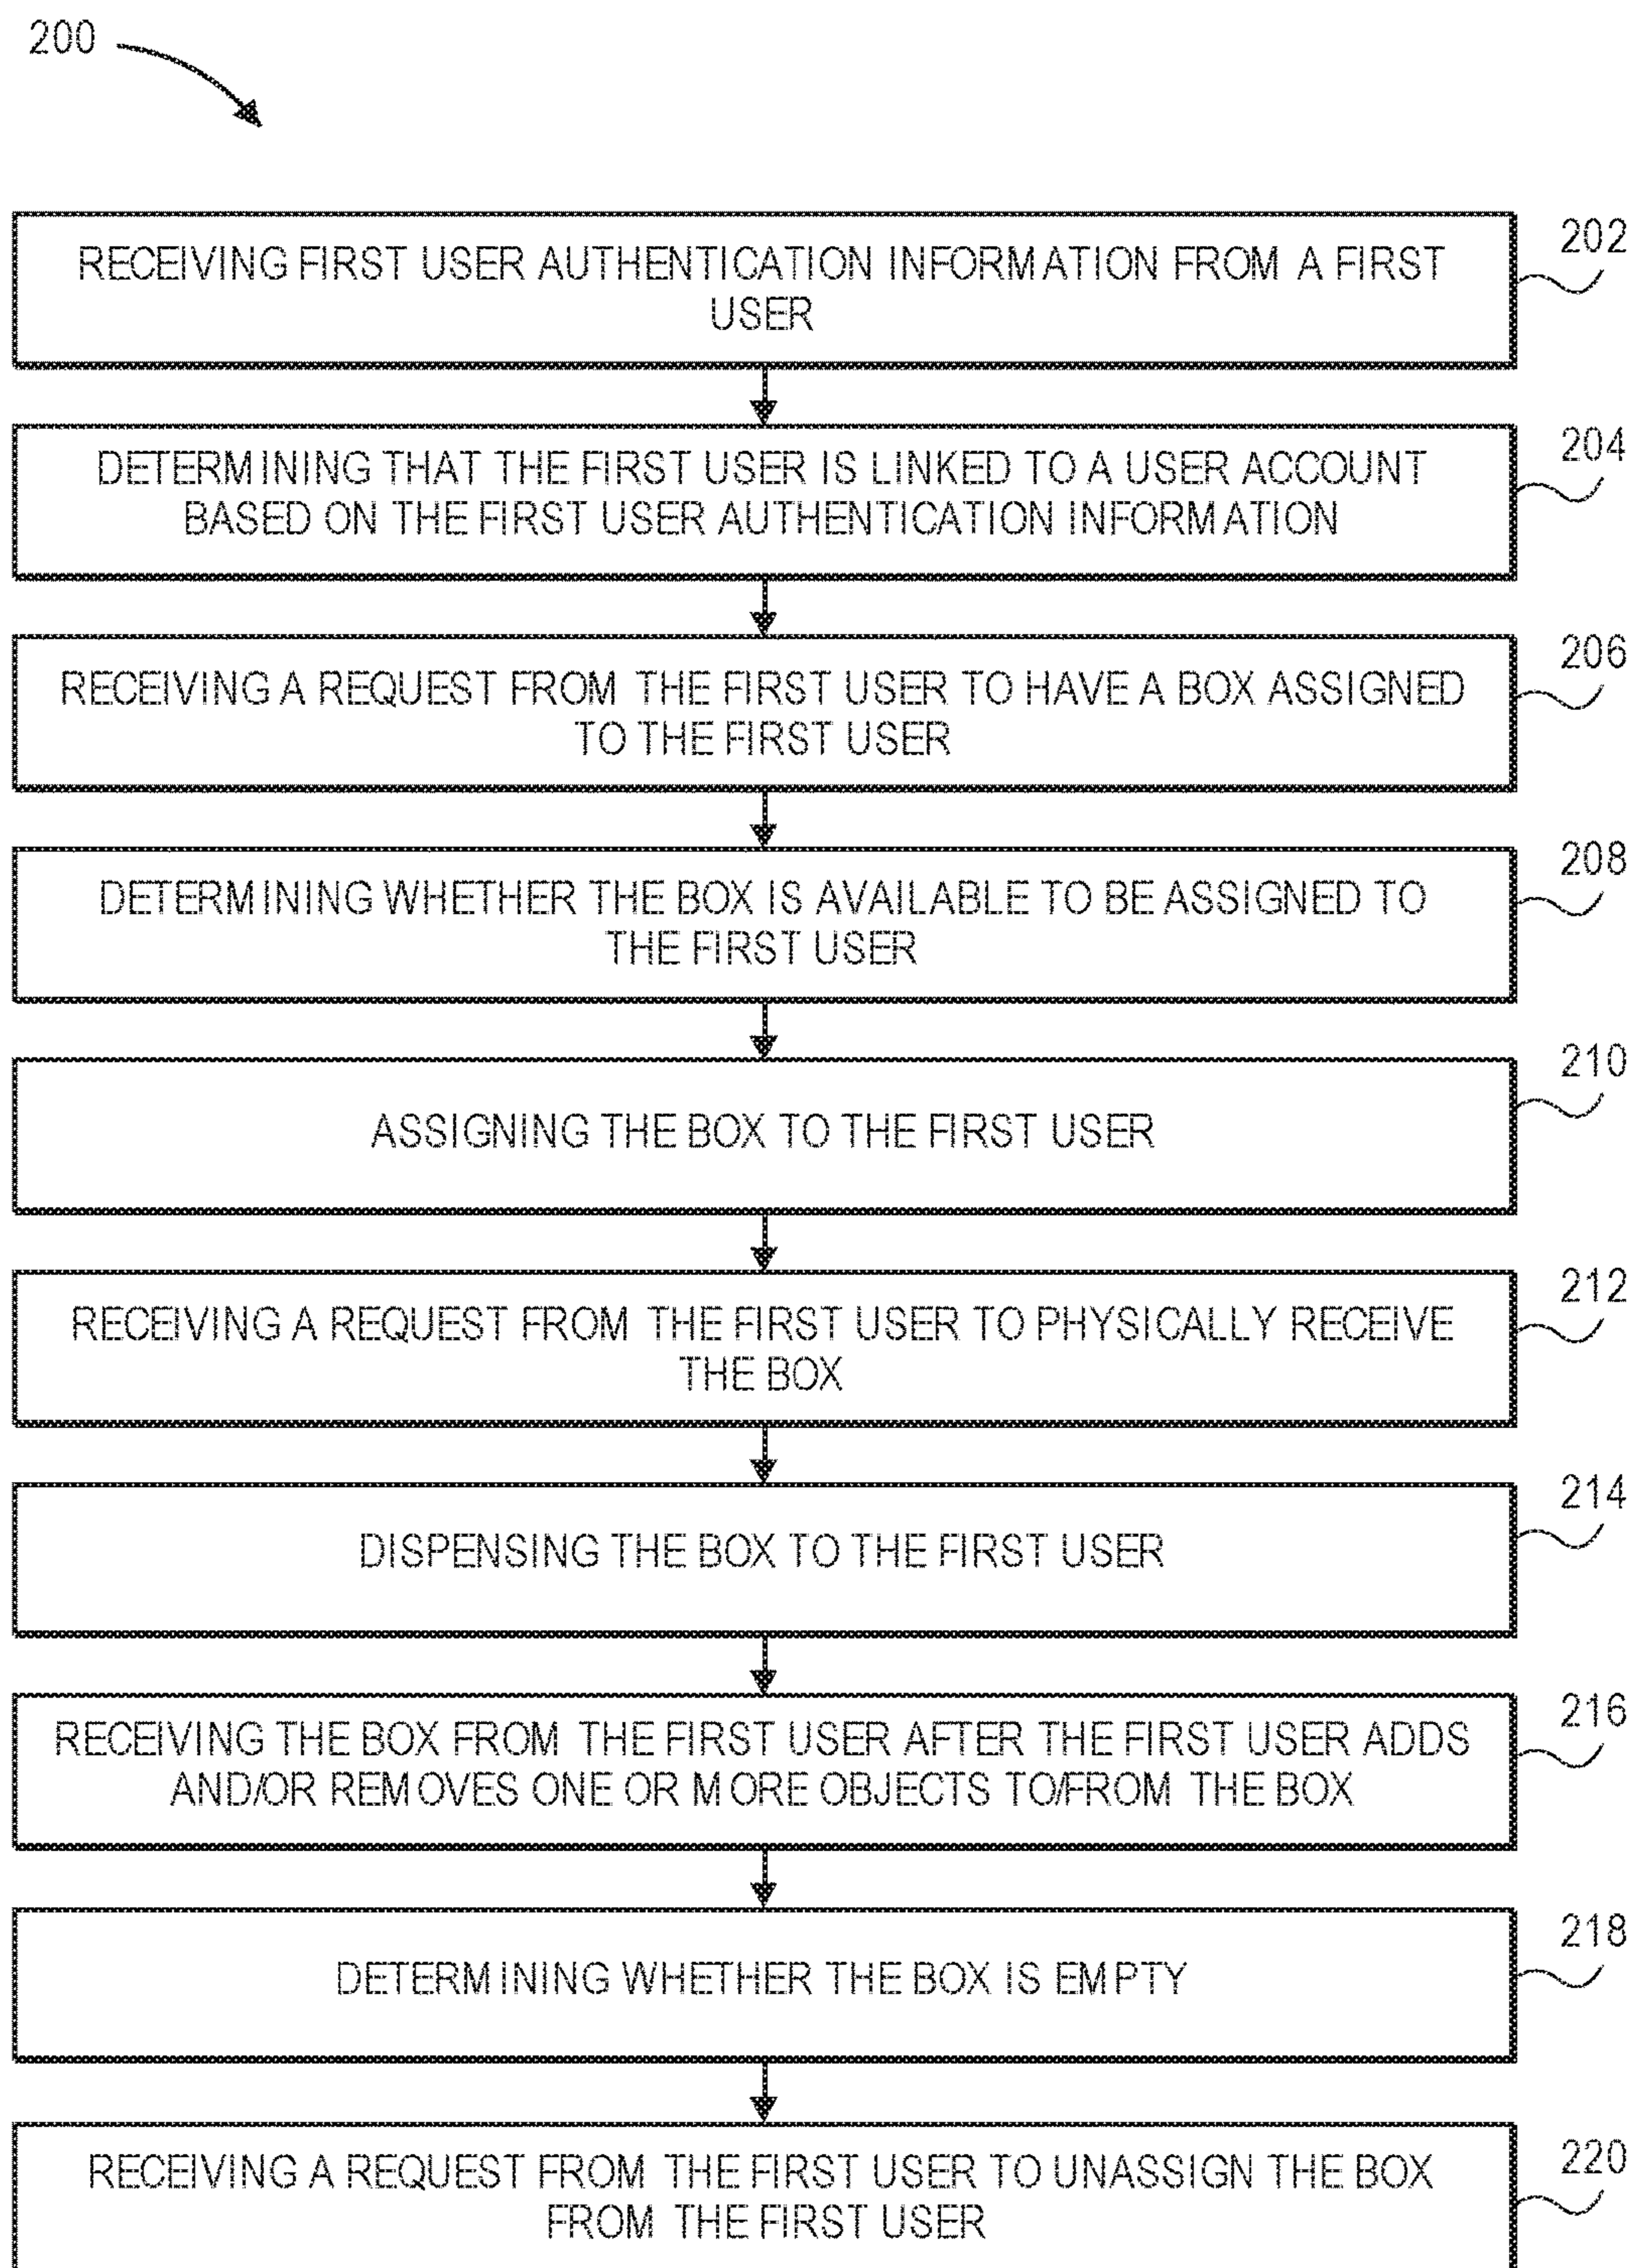 200
RECEIVING FIRST USER AUTHENTICATION INFORMATION FROM A FIRST
USER
202
DETERMINING THAT THE FIRST USER IS LINKED TO A USER ACCOUNT
BASED ON THE FIRST USER AUTHENTICATION INFORMATION
204
RECEIVING A REQUEST FROM THE FIRST USER TO HAVE A BOX ASSIGNED
TO THE FIRST USER
206
DETERMINING WHETHER THE BOX IS AVAILABLE TO BE ASSIGNED TO
THE FIRST USER
208
ASSIGNING THE BOX TO THE FIRST USER
210
RECEIVING A REQUEST FROM THE FIRST USER TO PHYSICALLY RECEIVE
THE BOX
212
DISPENSING THE BOX TO THE FIRST USER
214
RECEIVING THE BOX FROM THE FIRST USER AFTER THE FIRST USER ADDS
AND/OR REMOVES ONE OR MORE OBJECTS TO/FROM THE BOX
216
DETERMINING WHETHER THE BOX IS EMPTY
218
RECEIVING A REQUEST FROM THE FIRST USER TO UNASSIGN THE BOX
FROM THE FIRST USER
220